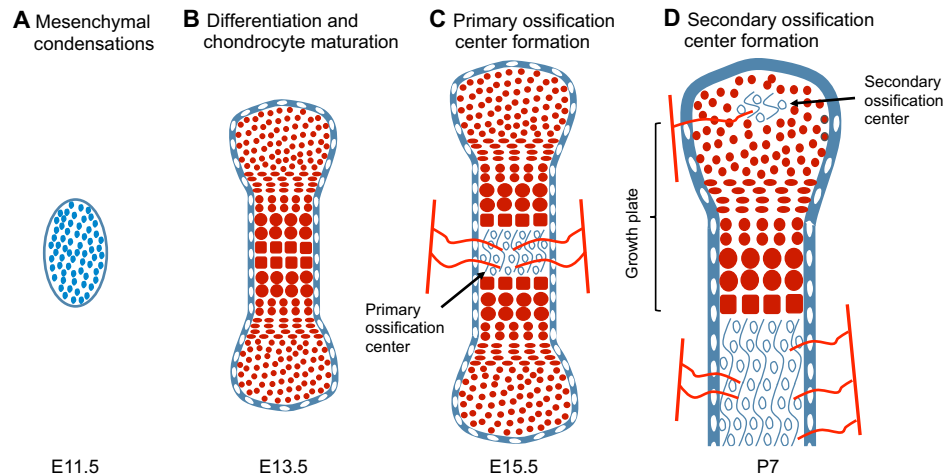 A Mesenchymal
condensations
B Differentiation and
chondrocyte maturation
C Primary ossification
center formation
D Secondary ossification
center formation
Secondary
ossification
center
Growth plate
Primary
ossification
center
E11.5
E13.5
E15.5
P7